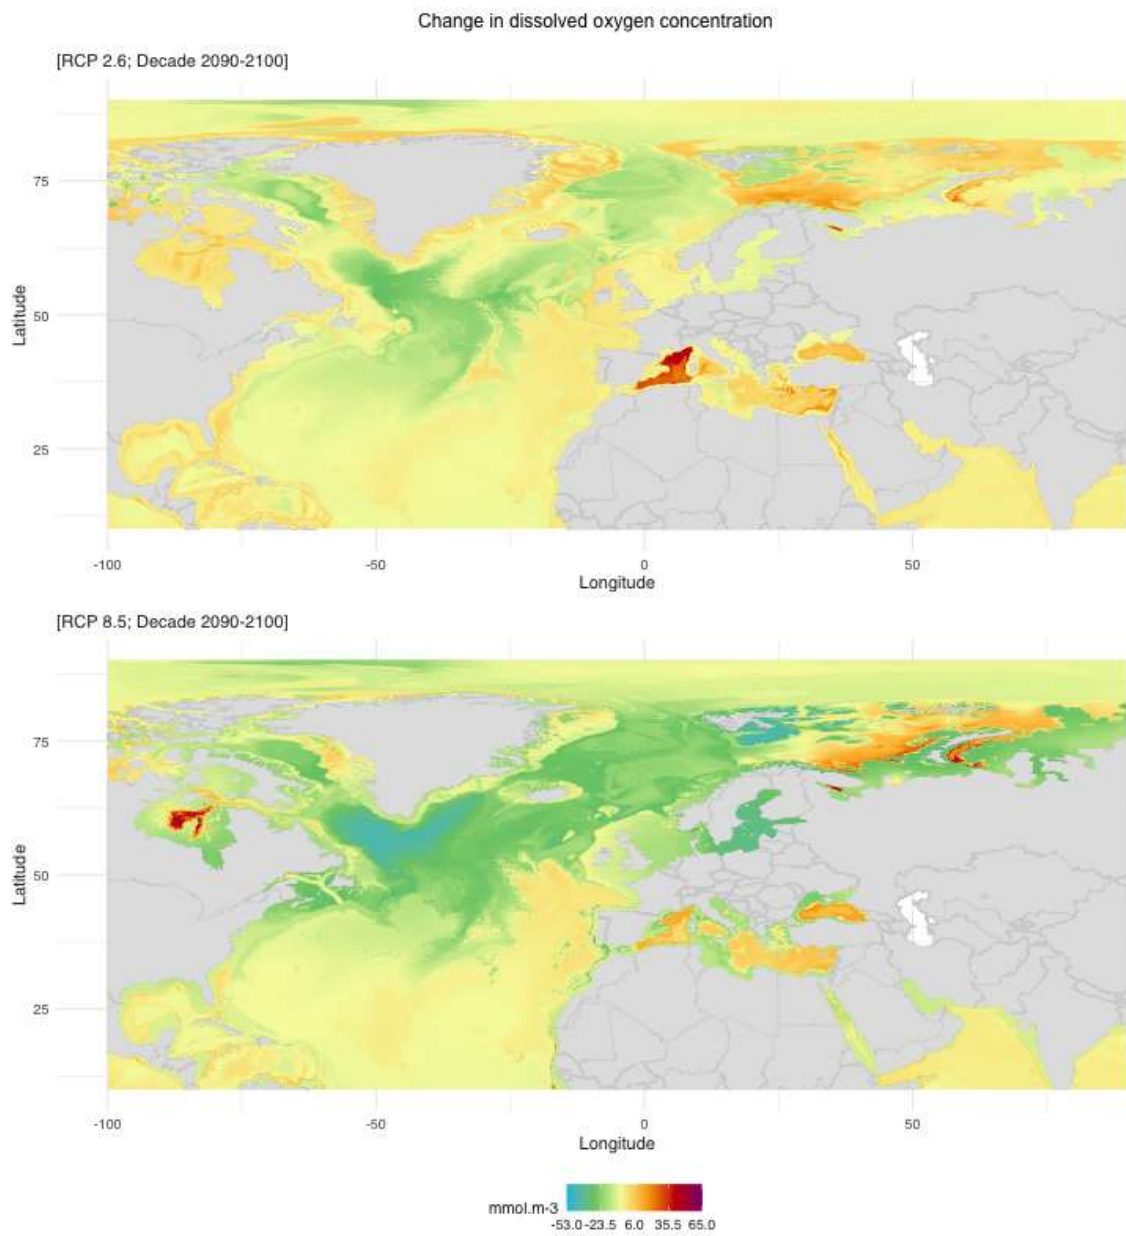 Change in dissolved oxygen concentration
[RCP 2.6; Decade 2090-2100]
75
50
25
Latitude
-100
-50
0
50
Longitude
[RCP 8.5; Decade 2090-2100]
75
50
25
Latitude
-100
-50
0
50
Longitude
mmol.m-3
-53.0 -23.5 6.0 35.5 65.0